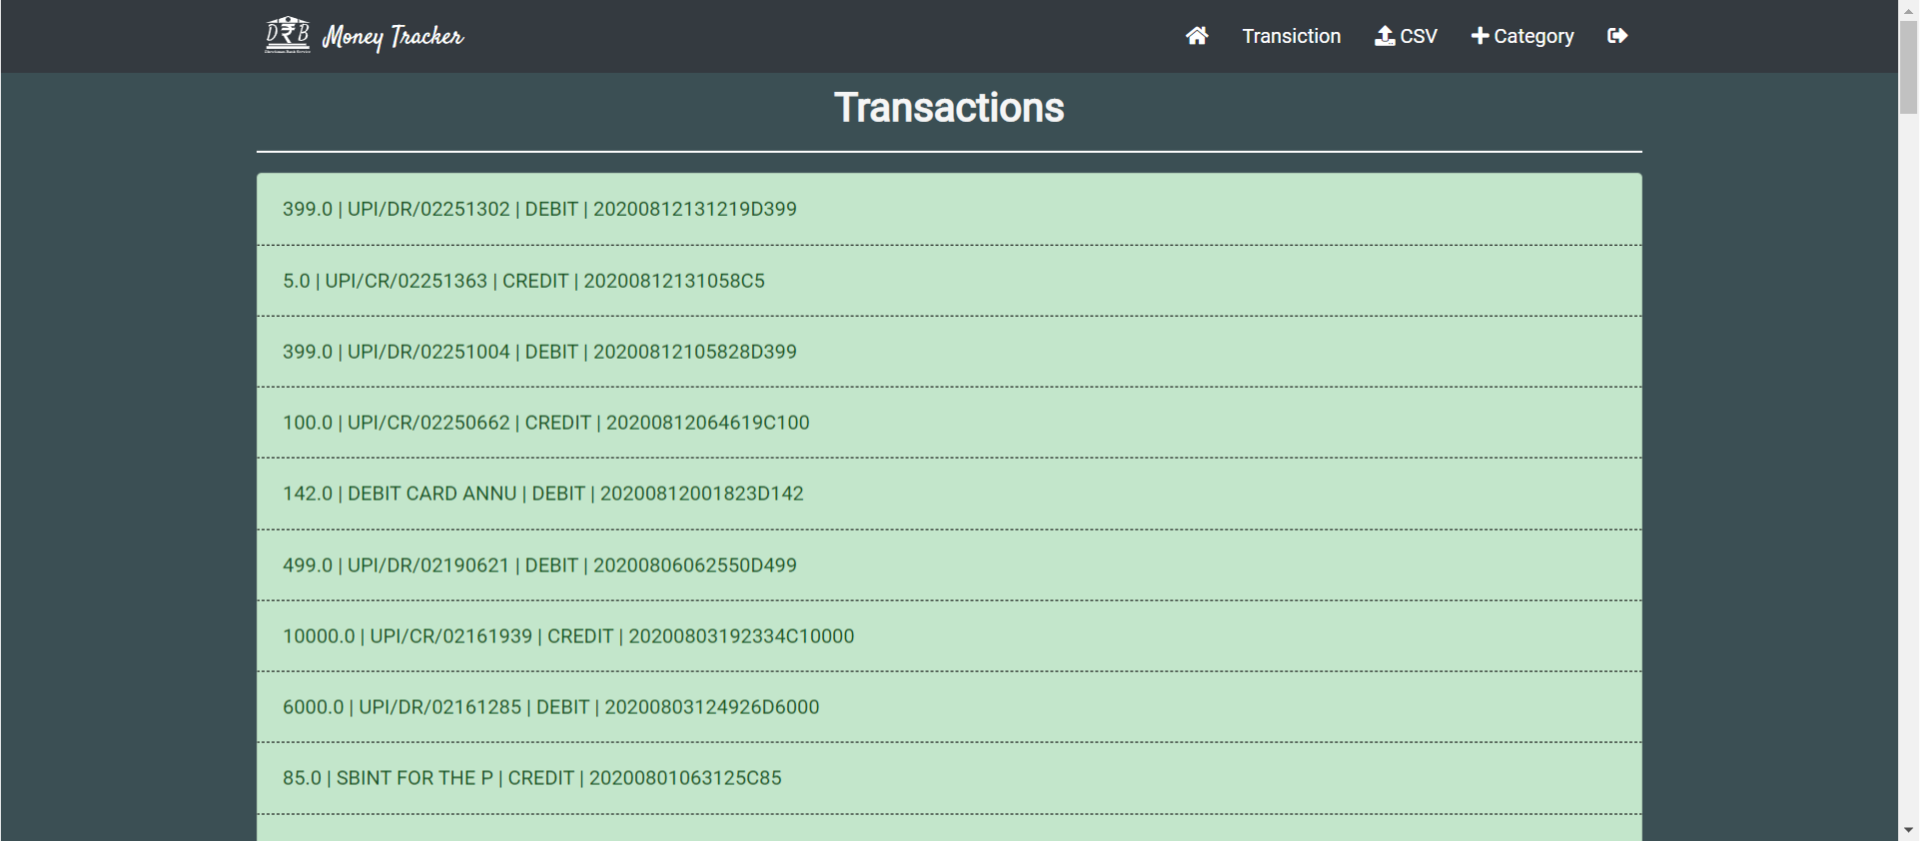 DRB Money Tracker Transiction CSV Category
Transactions
399.0 | UPI/DR/02251302 | DEBIT | 20200812131219D399
5.0 | UPI/CR/02251363 | CREDIT | 20200812131058C5
399.0 | UPI/DR/02251004 | DEBIT | 20200812105828D399
100.0 | UPI/CR/02250662 | CREDIT | 20200812064619C100
142.0 | DEBIT CARD ANNU | DEBIT | 20200812001823D142
499.0 | UPI/DR/02190621 | DEBIT | 20200806062550D499
10000.0 | UPI/CR/02161939 | CREDIT | 20200803192334C10000
6000.0 | UPI/DR/02161285 | DEBIT | 20200803124926D6000
85.0 | SBINT FOR THE P | CREDIT | 20200801063125C85